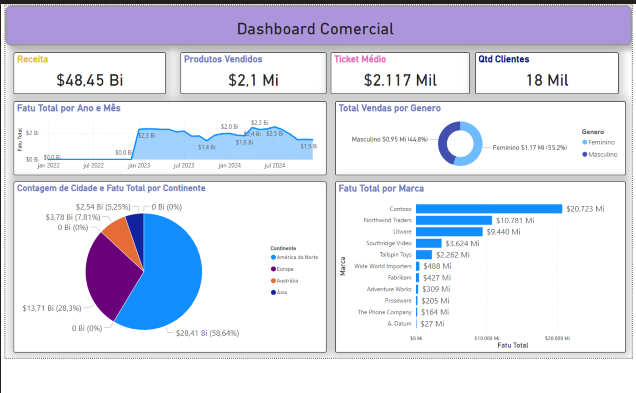 Dashboard Comercial
Receita
$48,45 Bi
Produtos Vendidos
$2,1 Mi
Ticket Médio
$2.117 Mil
Qtd Clientes
18 Mil
Fatu Total por Ano e Mês
Fatu Total
$2 Bi
$0 Bi
$0,0 Bi
$0,0 Bi
$2,3 Bi
$1,4 Bi
$2,0 Bi
$1,8 Bi
$2,3 Bi
$2,4 Bi
$2,5 Bi
$1,5 Bi
jan 2022
jul 2022
jan 2023
jul 2023
jan 2024
jul 2024
Total Vendas por Genero
Masculino $0,95 Mi (44,8%)
Feminino $1,17 Mi (55,2%)
Genero
Feminino
Masculino
Contagem de Cidade e Fatu Total por Continente
$2,54 Bi (5,25%)
0 Bi (0%)
$3,78 Bi (7,81%)
0 Bi (0%)
$13,71 Bi (28,3%)
0 Bi (0%)
$28,41 Bi (58,64%)
Continente
América do Norte
Europa
Austrália
Ásia
Fatu Total por Marca
Marca
Contoso $20.723 Mi
Northwind Traders $10.781 Mi
Litware $9.440 Mi
Southridge Video $3.624 Mi
Tailspin Toys $2.262 Mi
Wide World Importers $488 Mi
Fabrikam $427 Mi
Adventure Works $309 Mi
Proseware $205 Mi
The Phone Company $164 Mi
A. Datum $27 Mi
$0 Mi
$10.000 Mi
$20.000 Mi
Fatu Total